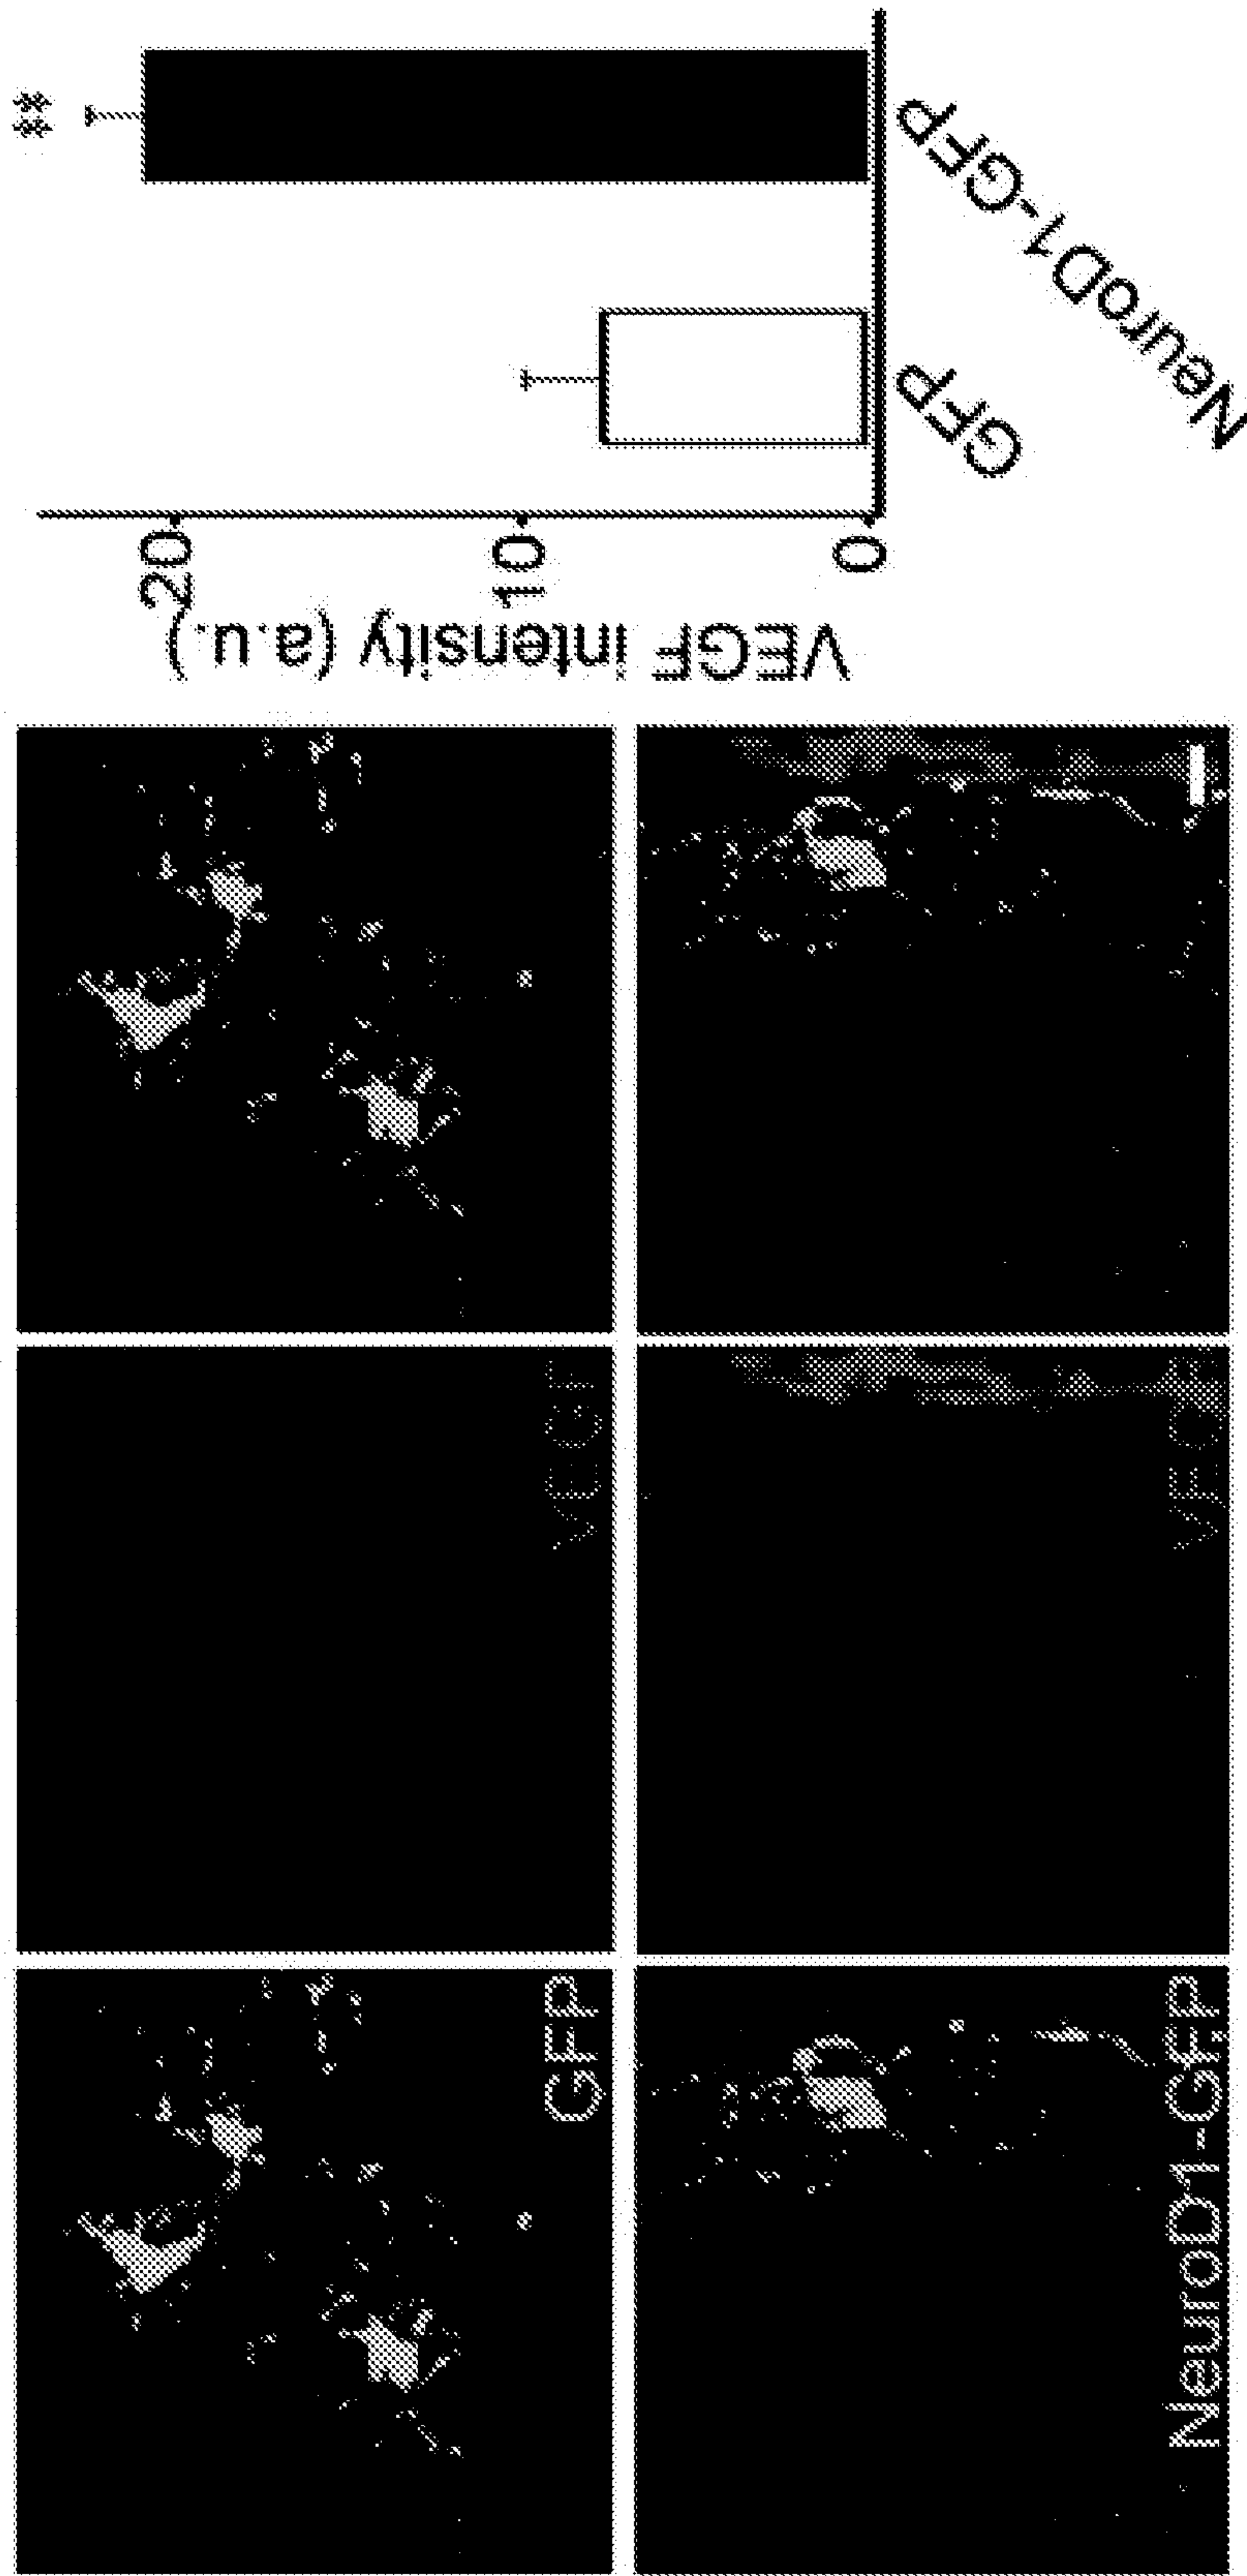 GFP
VEGF
NeuroD1-GFP
VEGF
VEGF intensity (a.u.)
20
10
0
**
GFP
NeuroD1-GFP